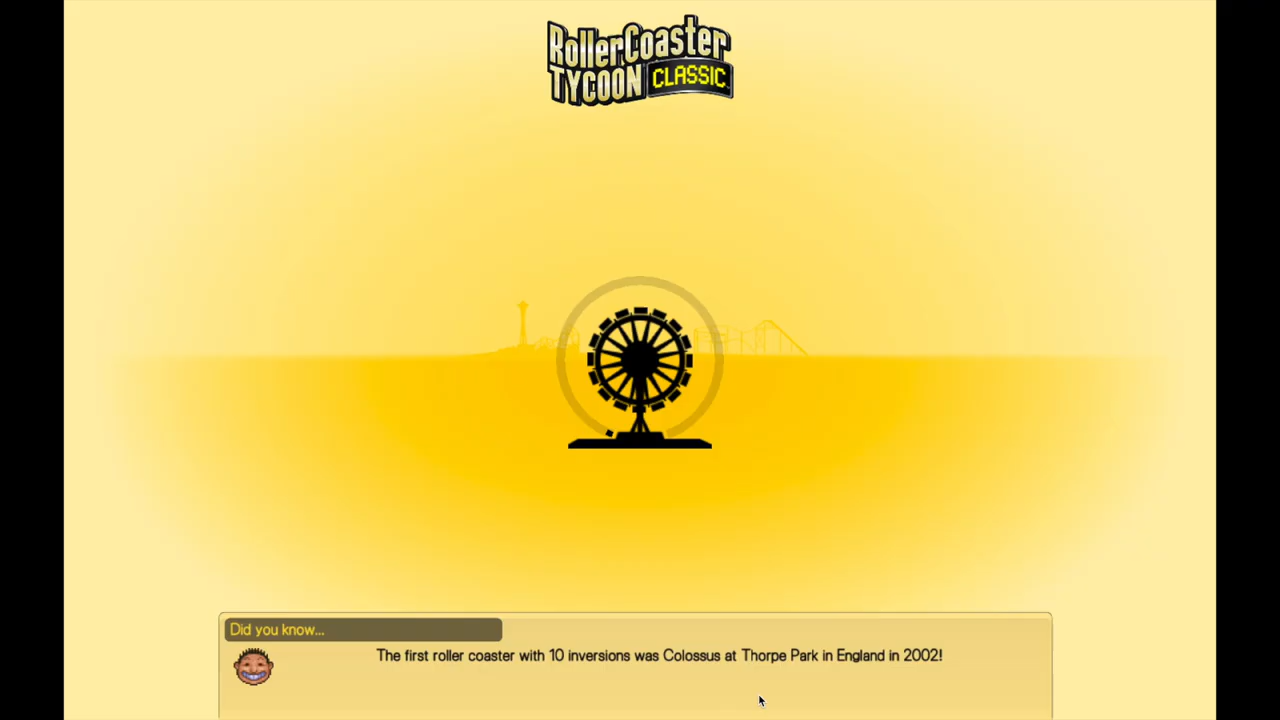 RollerCoaster
TYCOON CLASSIC
Did you know...
The first roller coaster with 10 inversions was Colossus at Thorpe Park in England in 2002!